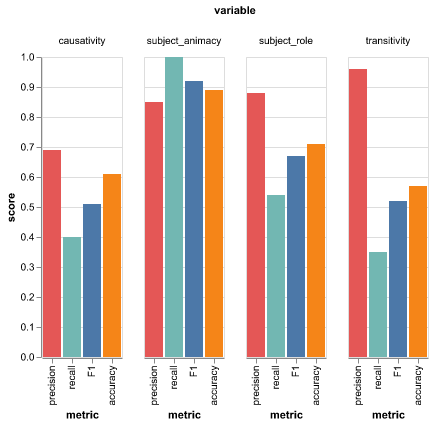 variable
causativity subject_animacy subject_role transitivity
1.0
0.9
0.8
0.7
0.6
0.5
0.4
0.3
0.2
0.1
0.0
score
precision recall F1 accuracy precision recall F1 accuracy precision recall F1 accuracy precision recall F1 accuracy
metric metric metric metric